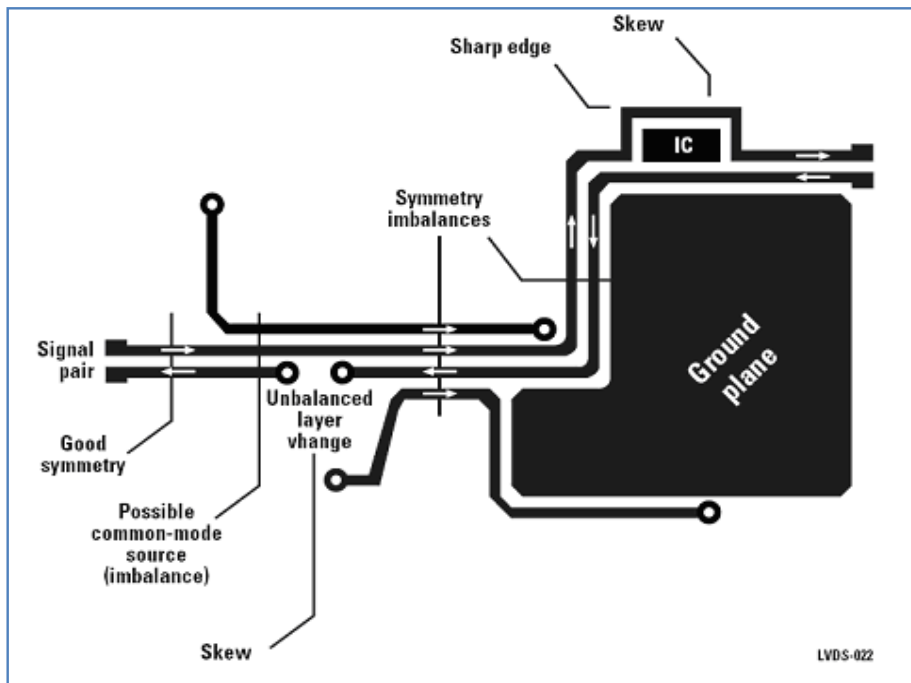 Skew
Sharp edge
IC
Symmetry
imbalances
Signal
pair
Ground
plane
Unbalanced
layer
vhange
Good
symmetry
Possible
common-mode
source
(imbalance)
Skew
LVDS-022